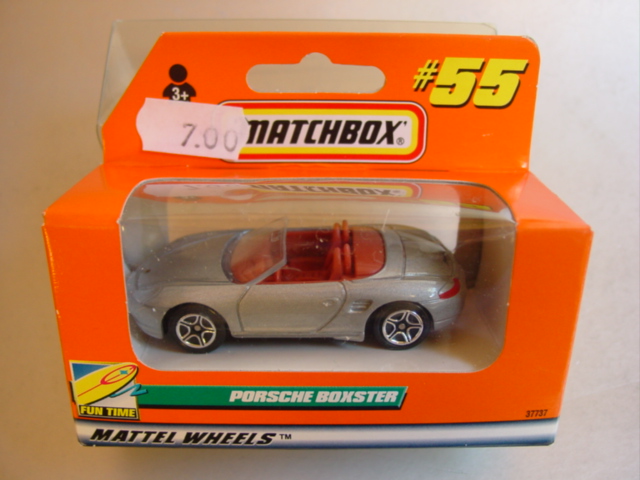 #55
3+
7.00
MATCHBOX®
PORSCHE BOXSTER
FUN TIME
37737
MATTEL WHEELS™